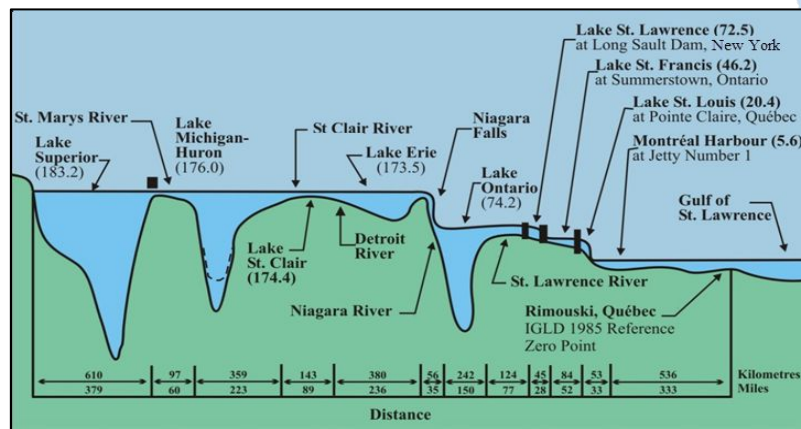 Lake St. Lawrence (72.5)
at Long Sault Dam, New York
Lake St. Francis (46.2)
at Summerstown, Ontario
Lake St. Louis (20.4)
at Pointe Claire, Québec
Montréal Harbour (5.6)
at Jetty Number 1
St. Marys River
Lake
Superior
(183.2)
Lake
Michigan-
Huron
(176.0)
St Clair River
Lake Erie
(173.5)
Niagara
Falls
Lake
Ontario
(74.2)
Gulf of
St. Lawrence
Lake
St. Clair
(174.4)
Detroit
River
Niagara River
St. Lawrence River
Rimouski, Québec
IGLD 1985 Reference
Zero Point
610 97 359 143 380 56 242 124 45 84 53 536 Kilometres
379 60 223 89 236 35 150 77 28 52 33 333 Miles
Distance